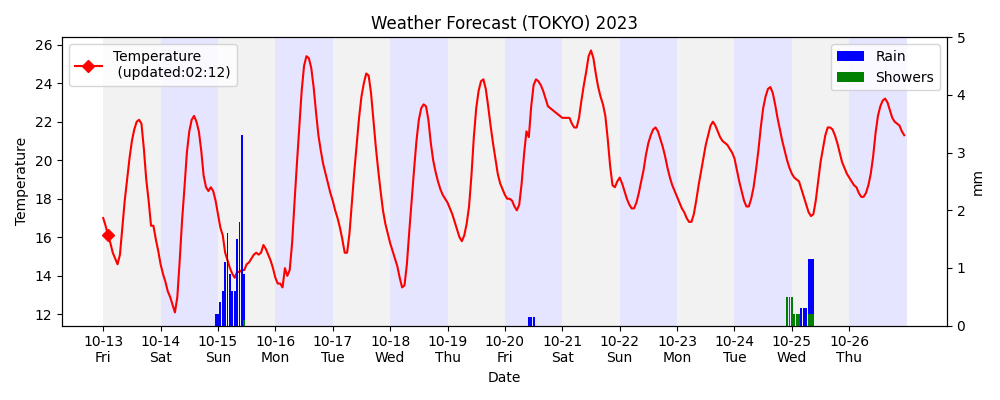 Weather Forecast (TOKYO) 2023
Temperature
(updated:02:12)
Rain
Showers
26
24
22
20
18
16
14
12
Temperature
5
4
3
2
1
0
mm
10-13 10-14 10-15 10-16 10-17 10-18 10-19 10-20 10-21 10-22 10-23 10-24 10-25 10-26
Fri Sat Sun Mon Tue Wed Thu Fri Sat Sun Mon Tue Wed Thu
Date